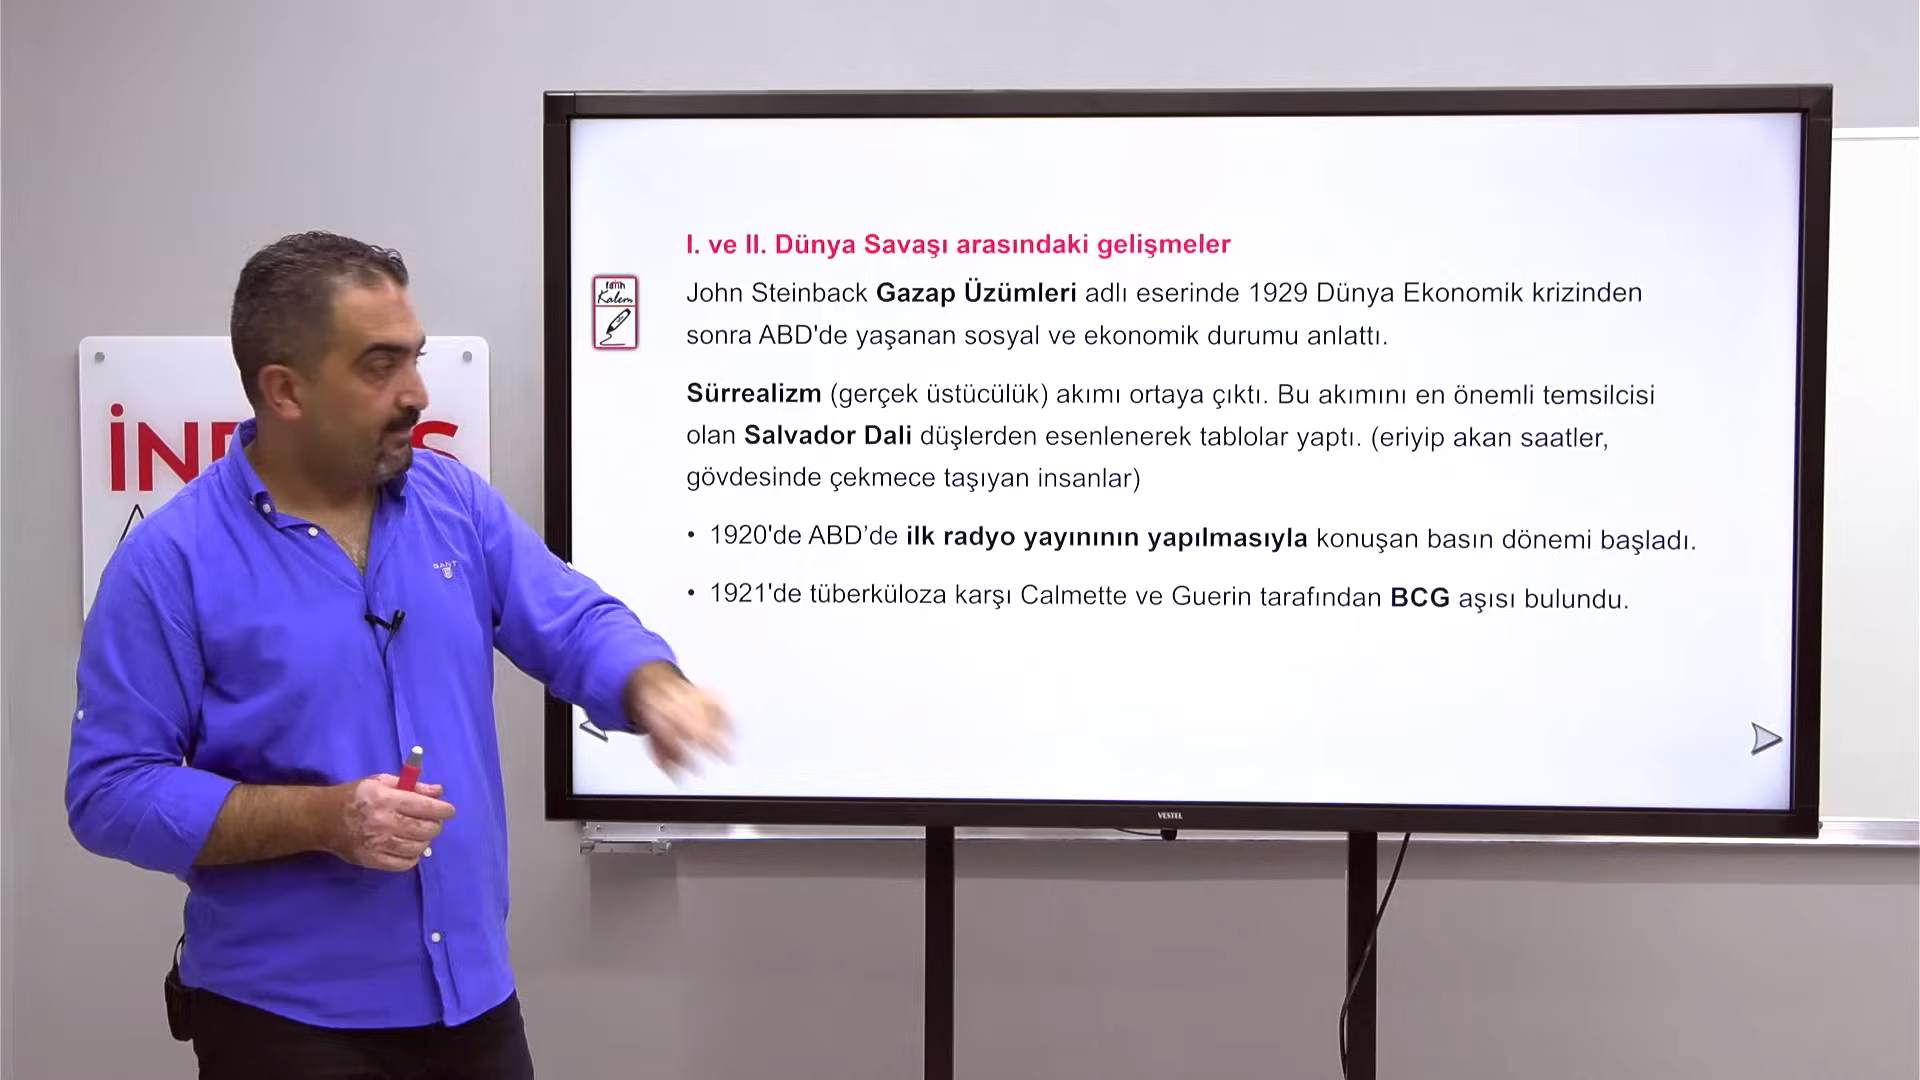 I. ve II. Dünya Savaşı arasındaki gelişmeler
fatih
Kalem
John Steinback Gazap Üzümleri adlı eserinde 1929 Dünya Ekonomik krizinden
sonra ABD'de yaşanan sosyal ve ekonomik durumu anlattı.
Sürrealizm (gerçek üstücülük) akımı ortaya çıktı. Bu akımını en önemli temsilcisi
olan Salvador Dali düşlerden esenlenerek tablolar yaptı. (eriyip akan saatler,
gövdesinde çekmece taşıyan insanlar)
• 1920'de ABD’de ilk radyo yayınının yapılmasıyla konuşan basın dönemi başladı.
• 1921'de tüberküloza karşı Calmette ve Guerin tarafından BCG aşısı bulundu.
GANT
VESTEL